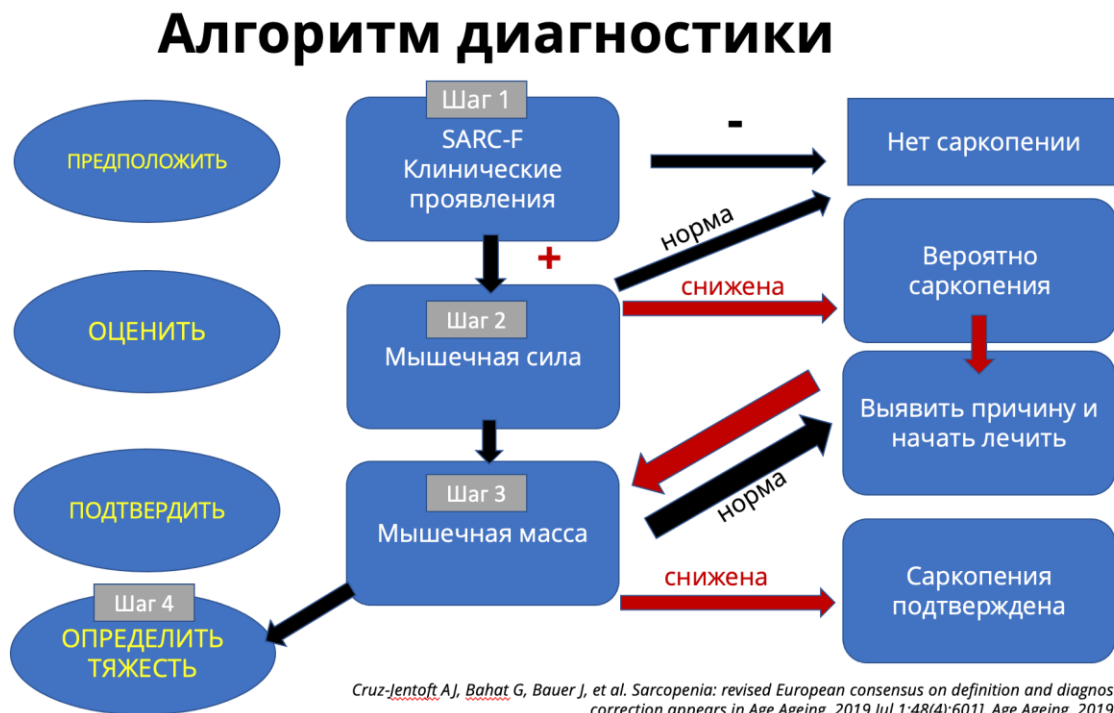 Алгоритм диагностики
ПРЕДПОЛОЖИТЬ
Шаг 1
SARC-F
Клинические
проявления
-
Нет саркопении
+
норма
снижена
Вероятно
саркопения
ОЦЕНИТЬ
Шаг 2
Мышечная сила
Выявить причину и
начать лечить
ПОДТВЕРДИТЬ
Шаг 3
Мышечная масса
норма
снижена
Саркопения
подтверждена
Шаг 4
ОПРЕДЕЛИТЬ
ТЯЖЕСТЬ
Cruz-Jentoft AJ, Bahat G, Bauer J, et al. Sarcopenia: revised European consensus on definition and diagnos
correction appears in Age Ageing. 2019 Jul 1;48(4):601]. Age Ageing. 2019